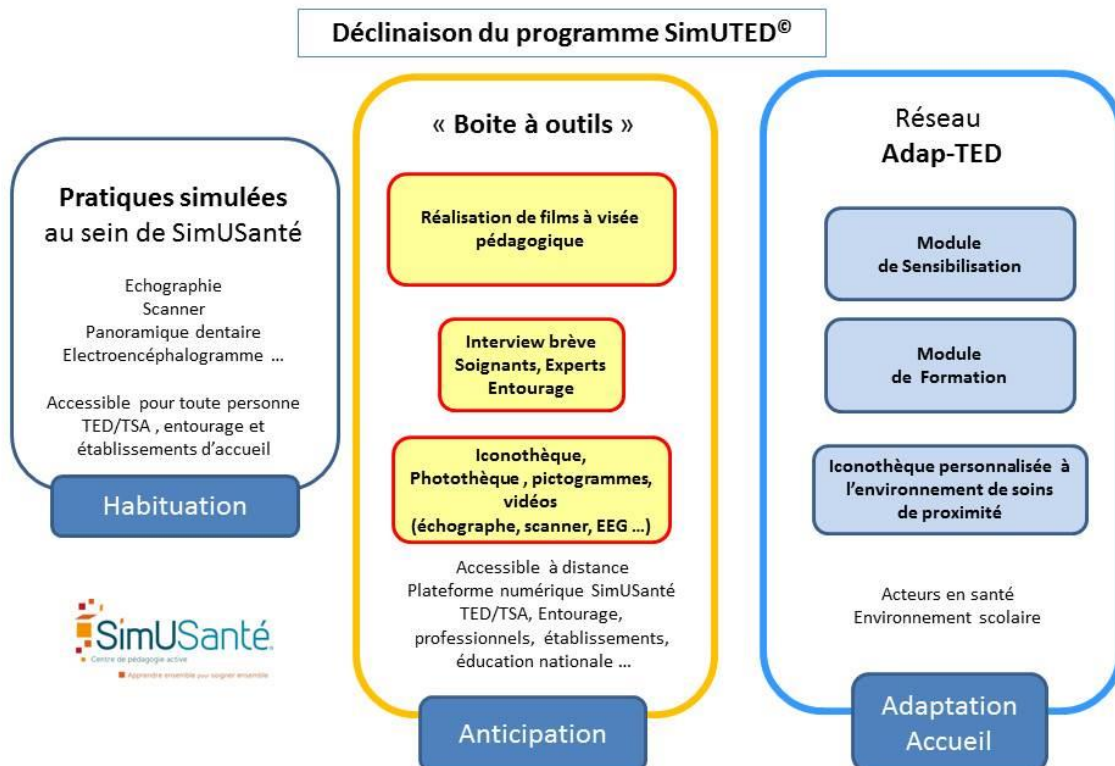 Déclinaison du programme SimUTED©
Pratiques simulées
au sein de SimUSanté
Echographie
Scanner
Panoramique dentaire
Electroencéphalogramme ...
Accessible pour toute personne
TED/TSA , entourage et
établissements d'accueil
Habituation
SimUSanté
Centre de pédagogie active
Apprendre ensemble pour soigner ensemble
« Boite à outils »
Réalisation de films à visée
pédagogique
Interview brève
Soignants, Experts
Entourage
Iconothèque,
Photothèque , pictogrammes,
vidéos
(échographe, scanner, EEG ...)
Accessible à distance
Plateforme numérique SimUSanté
TED/TSA, Entourage,
professionnels, établissements,
éducation nationale ...
Anticipation
Réseau
Adap-TED
Module
de Sensibilisation
Module
de Formation
Iconothèque personnalisée à
l'environnement de soins
de proximité
Acteurs en santé
Environnement scolaire
Adaptation
Accueil